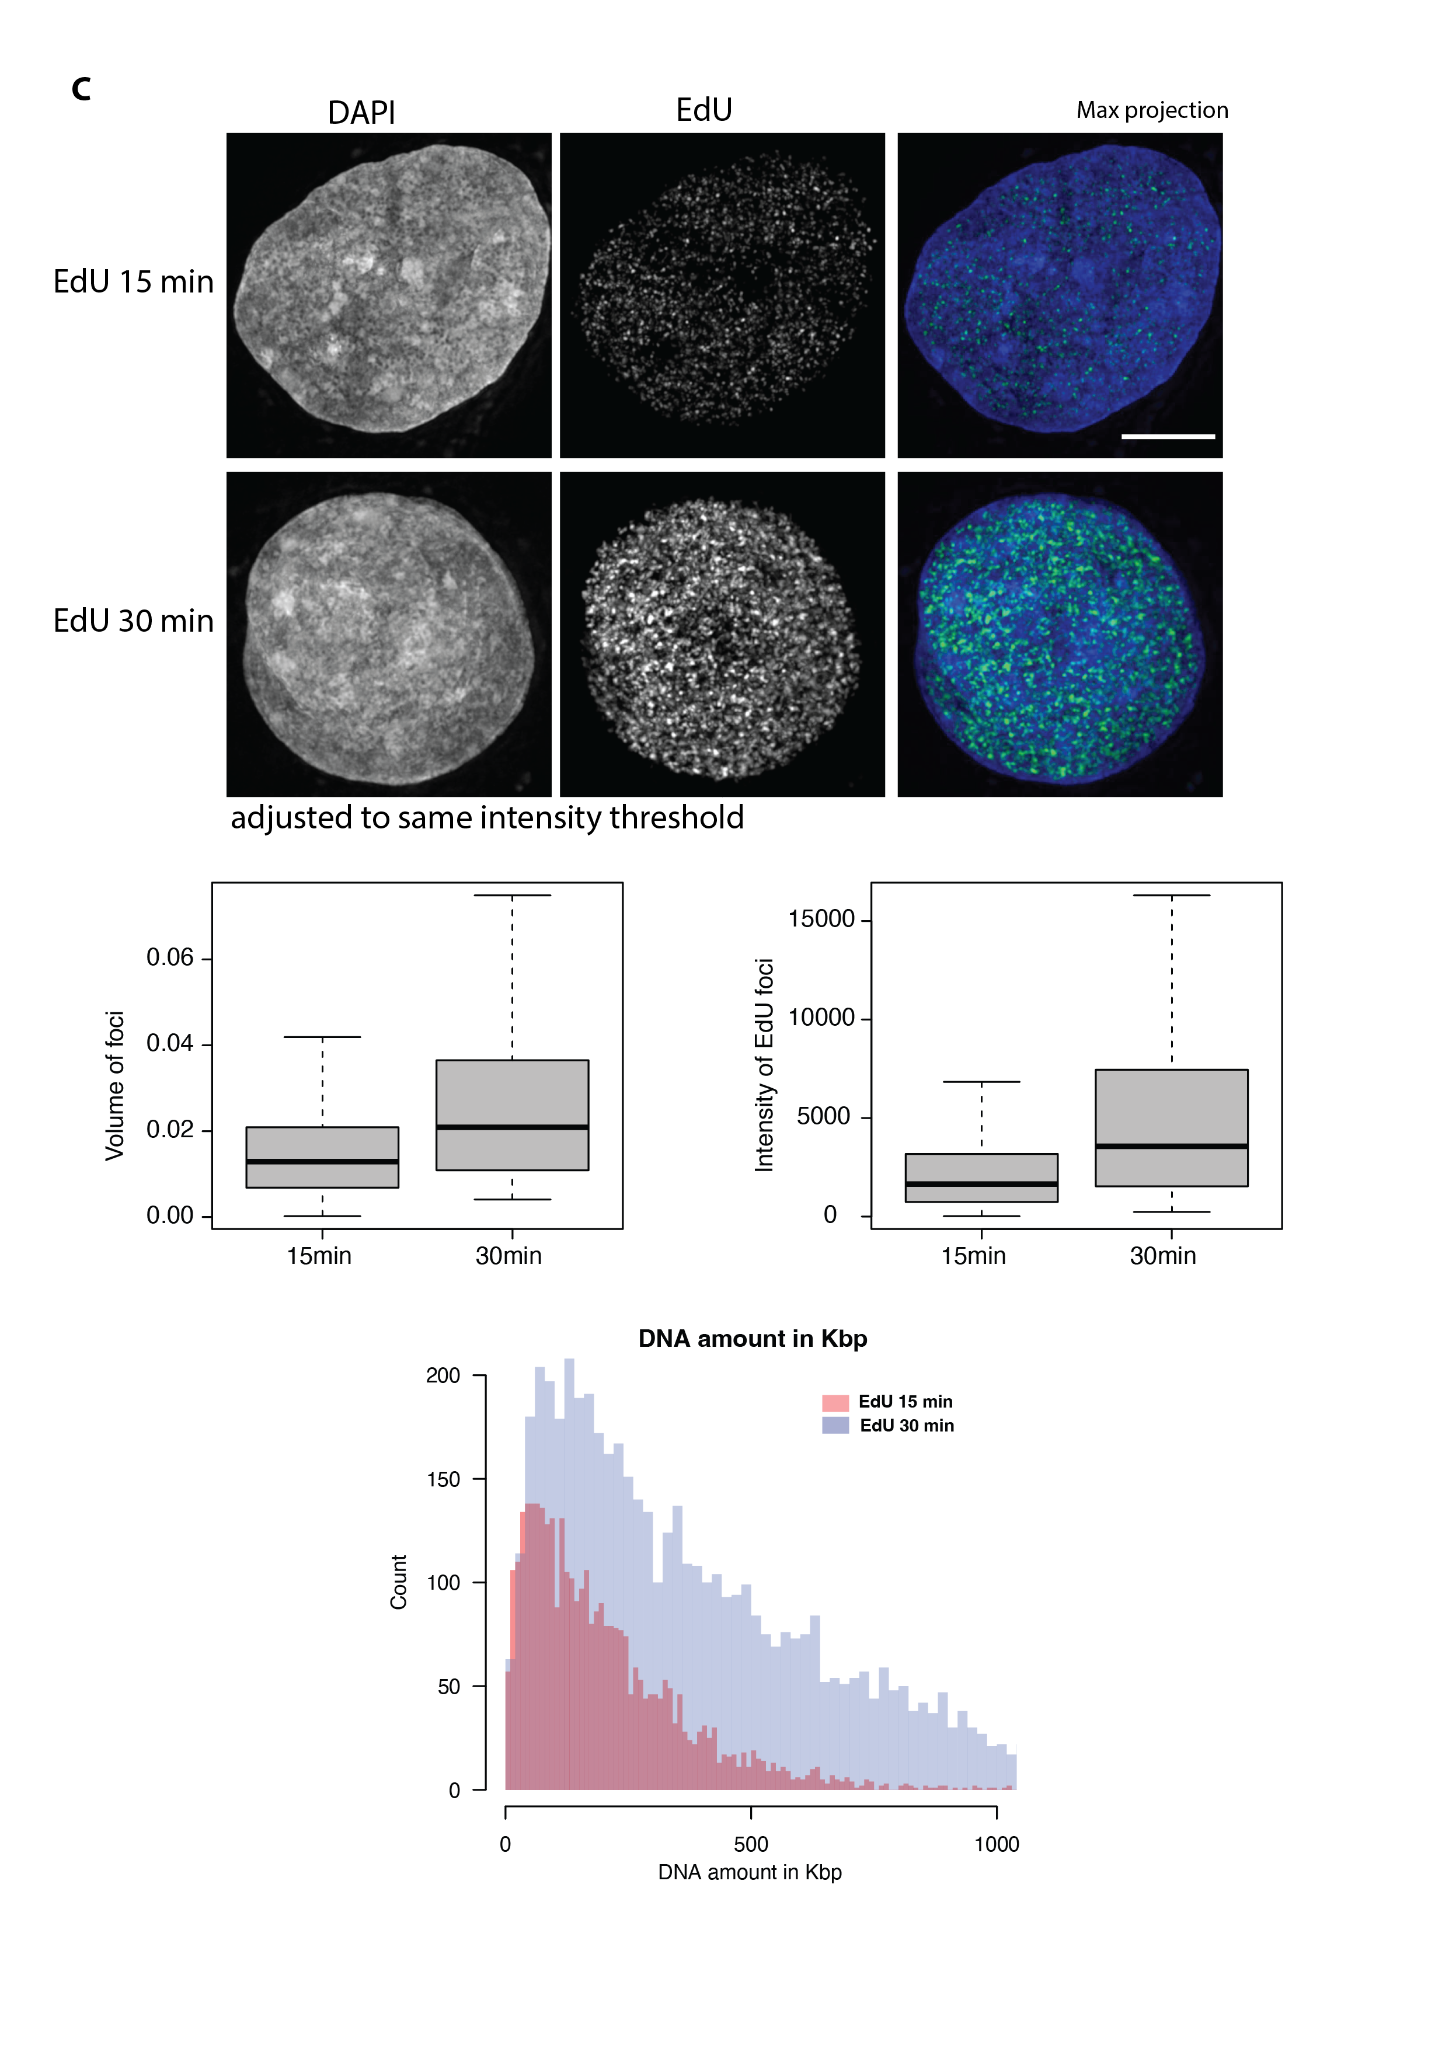 c
DAPI
EdU
Max projection
EdU 15 min
EdU 30 min
adjusted to same intensity threshold
Volume of foci
0.06
0.04
0.02
0.00
15min
30min
Intensity of EdU foci
15000
10000
5000
0
15min
30min
DNA amount in Kbp
EdU 15 min
EdU 30 min
Count
200
150
100
50
0
0
500
1000
DNA amount in Kbp